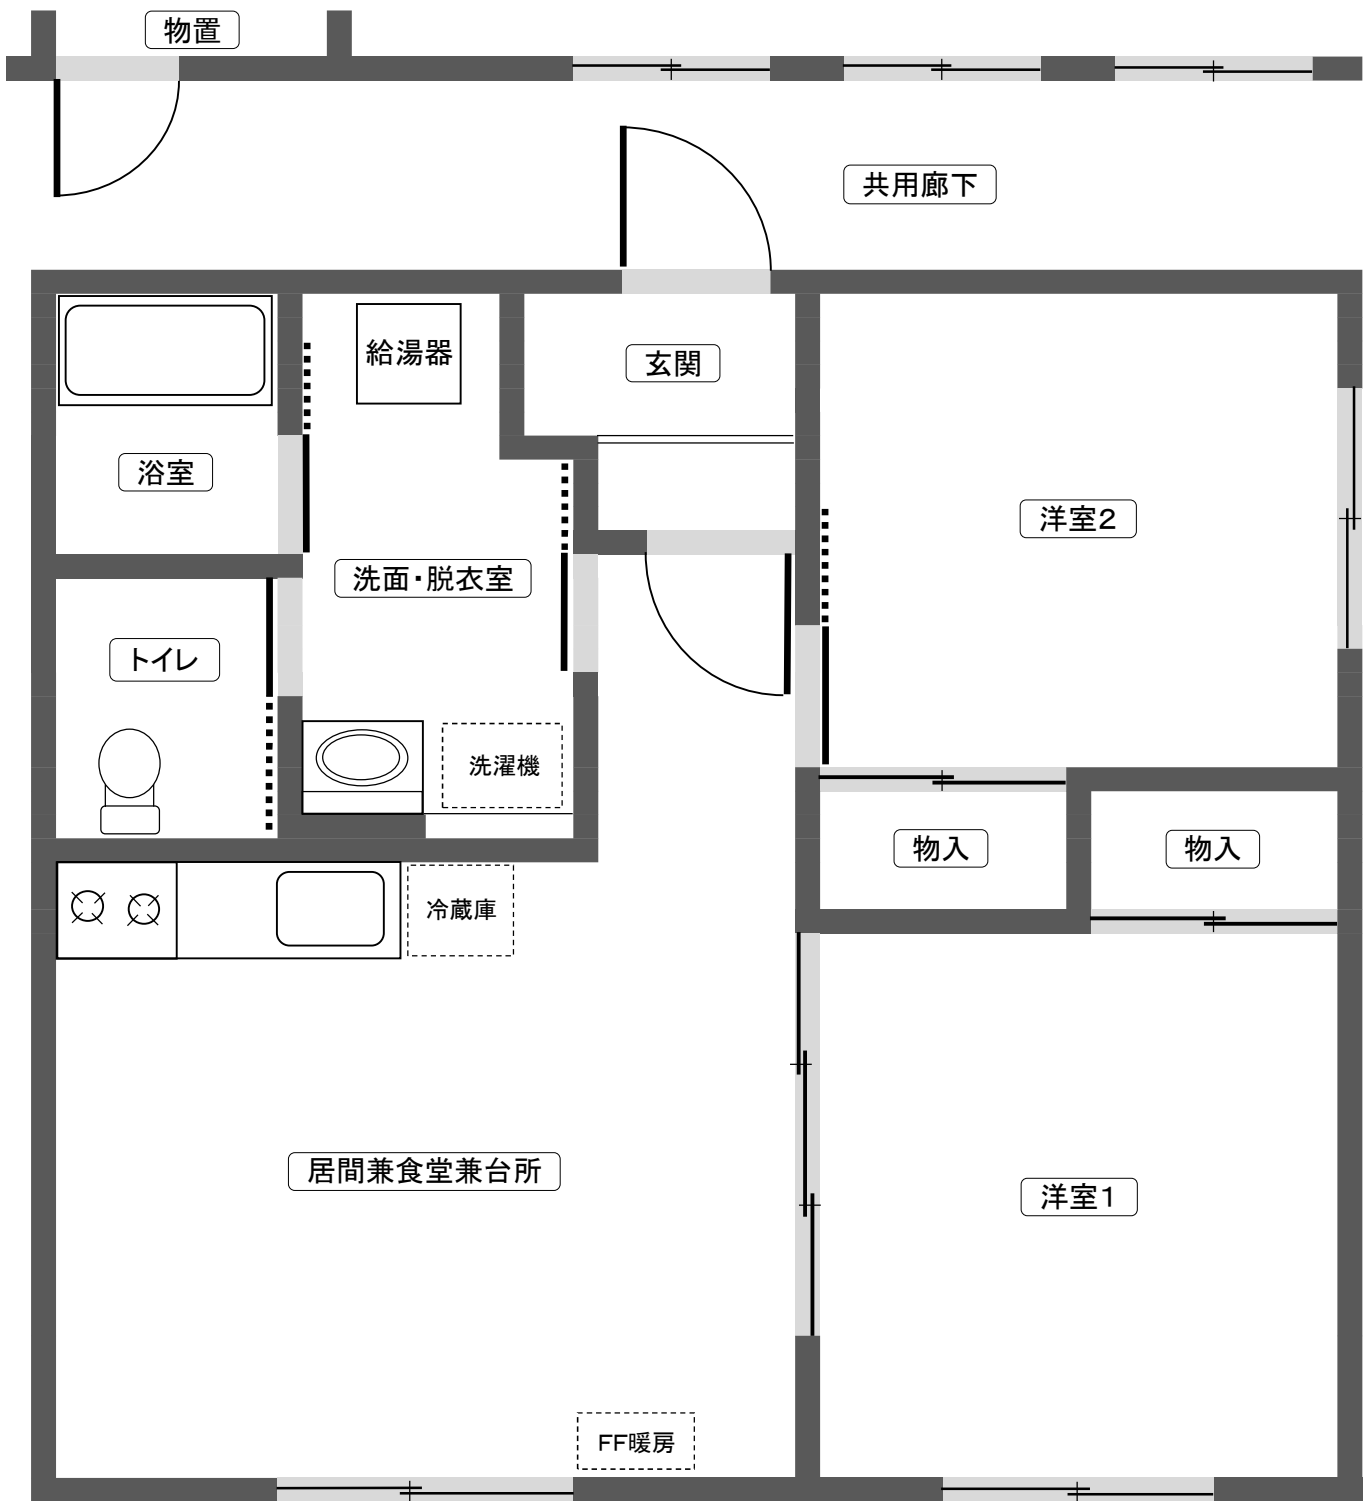 物置
共用廊下
給湯器
玄関
浴室
洋室2
洗面・脱衣室
トイレ
洗濯機
物入
物入
冷蔵庫
居間兼食堂兼台所
洋室1
FF暖房